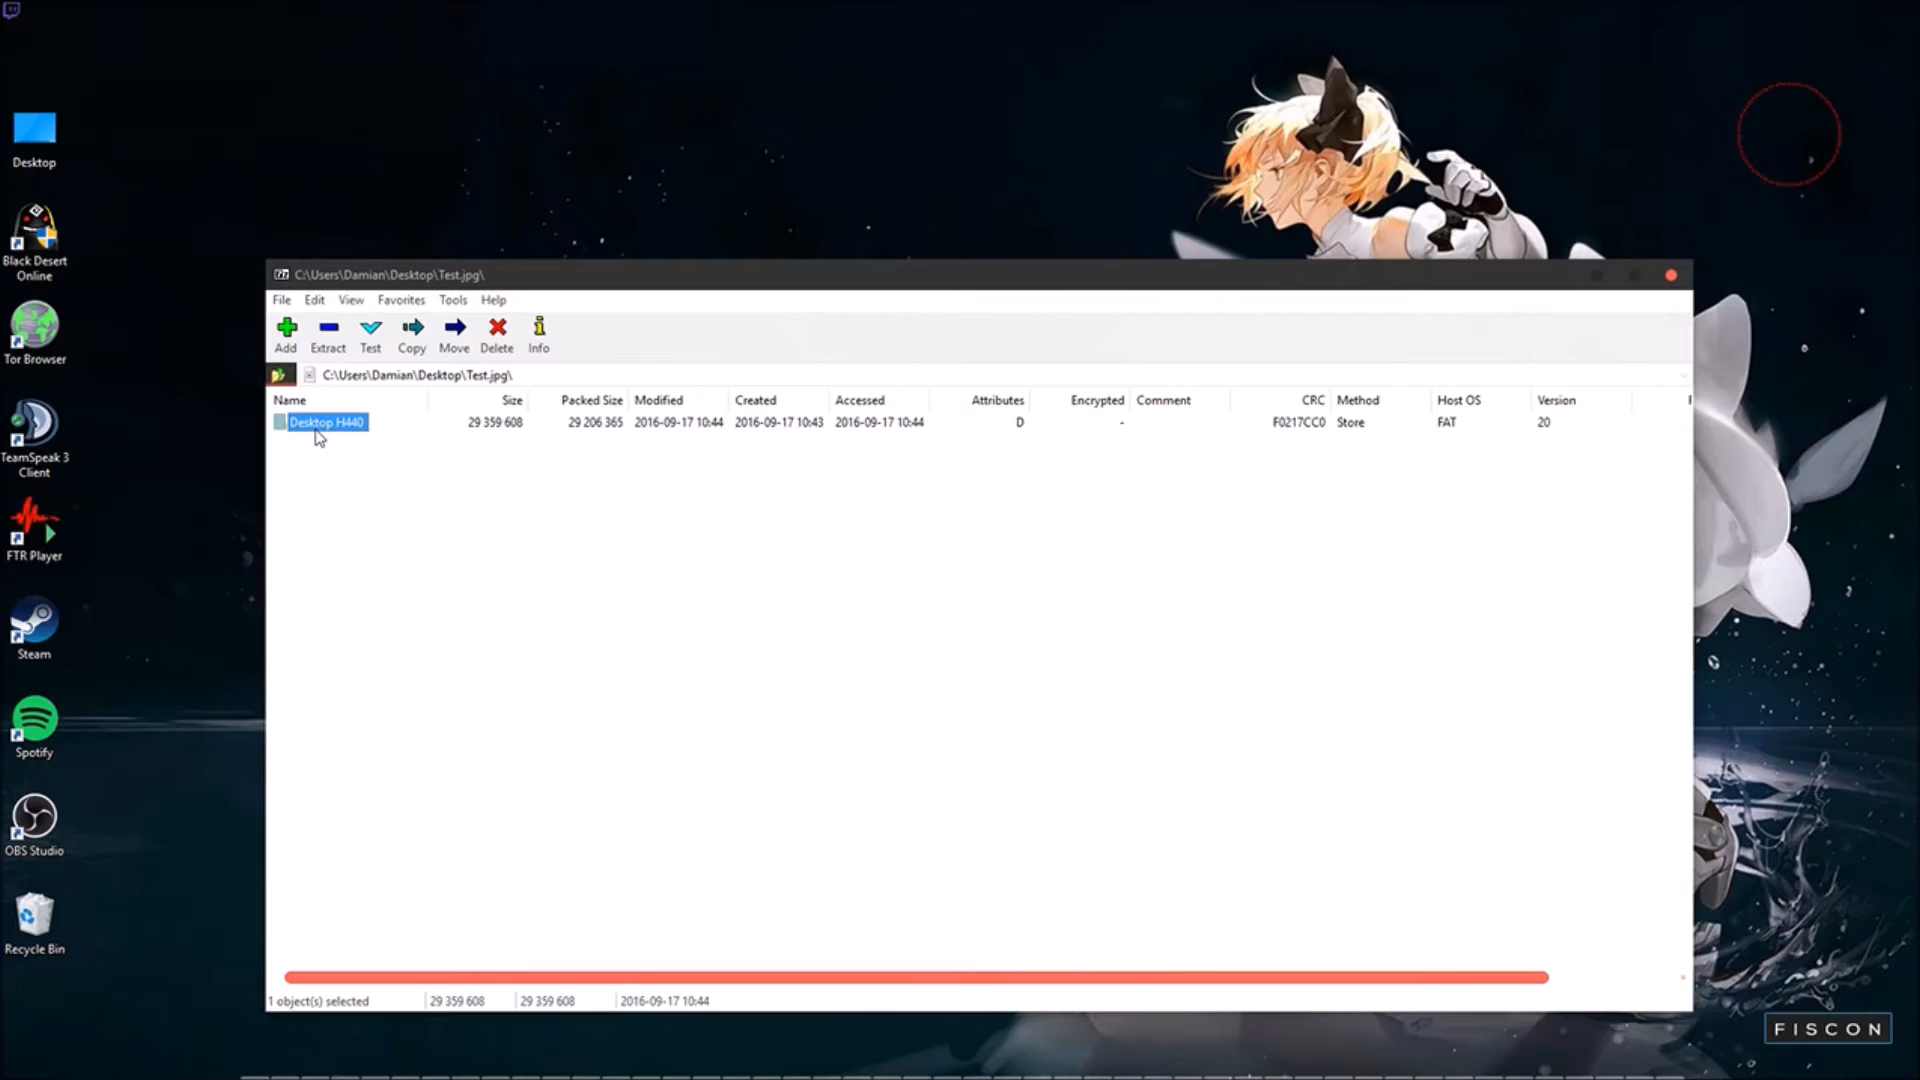 Desktop
Black Desert
Online
Tor Browser
TeamSpeak 3
Client
FTR Player
Steam
Spotify
OBS Studio
Recycle Bin
C:\Users\Damian\Desktop\Test.jpg\
File Edit View Favorites Tools Help
Add Extract Test Copy Move Delete Info
C:\Users\Damian\Desktop\Test.jpg\
Name Size Packed Size Modified Created Accessed Attributes Encrypted Comment CRC Method Host OS Version
Desktop H440 29 359 608 29 206 365 2016-09-17 10:44 2016-09-17 10:43 2016-09-17 10:44 D - F0217CC0 Store FAT 20
1 object(s) selected 29 359 608 29 359 608 2016-09-17 10:44
FISCON